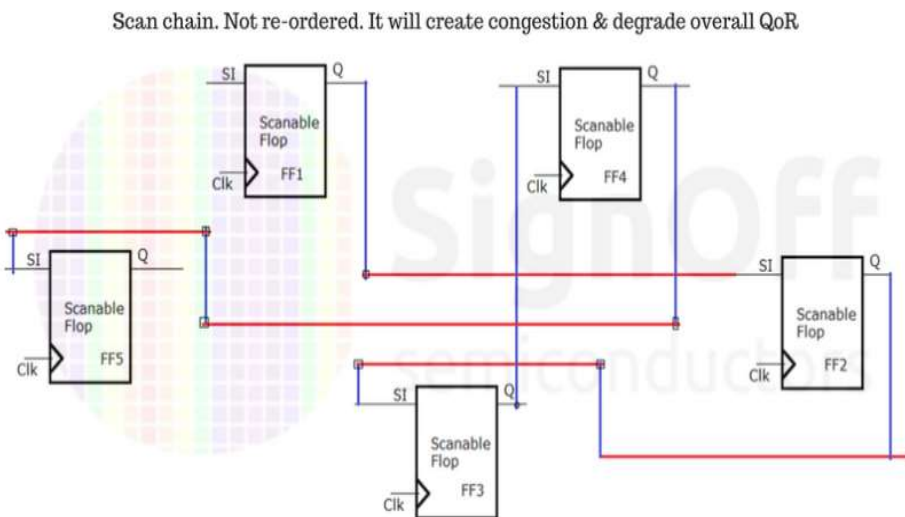 Scan chain. Not re-ordered. It will create congestion & degrade overall QoR
SI
Q
Scanable
Flop
FF1
Clk
SI
Q
Scanable
Flop
FF4
Clk
SI
Q
Scanable
Flop
FF5
Clk
SI
Q
Scanable
Flop
FF2
Clk
SI
Q
Scanable
Flop
FF3
Clk
SignOff
semiconductors